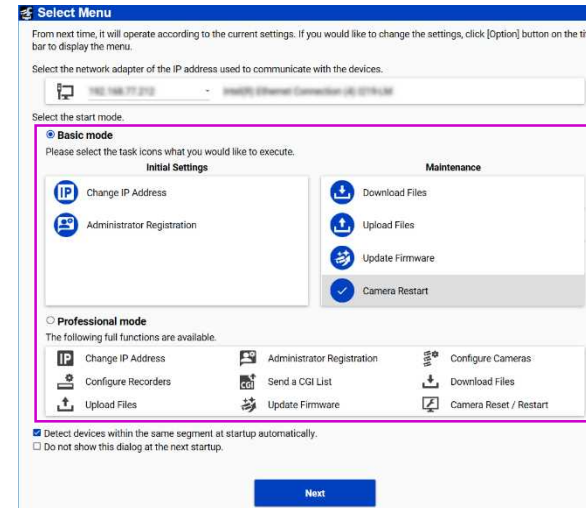 Select Menu
From next time, it will operate according to the current settings. If you would like to change the settings, click [Option] button on the ti
bar to display the menu.
Select the network adapter of the IP address used to communicate with the devices.
Select the start mode.
Basic mode
Please select the task icons what you would like to execute.
Initial Settings
Maintenance
IP Change IP Address
Administrator Registration
Download Files
Upload Files
Update Firmware
Camera Restart
Professional mode
The following full functions are available.
IP Change IP Address Administrator Registration Configure Cameras
Configure Recorders CGI Send a CGI List Download Files
Upload Files Update Firmware Camera Reset / Restart
Detect devices within the same segment at startup automatically.
Do not show this dialog at the next startup.
Next